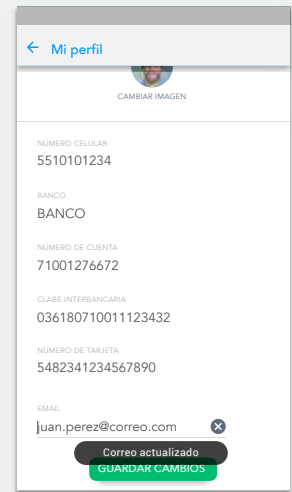 Mi perfil
CAMBIAR IMAGEN
NÚMERO CELULAR
5510101234
BANCO
BANCO
NÚMERO DE CUENTA
71001276672
CLABE INTERBANCARIA
036180710011123432
NÚMERO DE TARJETA
5482341234567890
EMAIL
juan.perez@correo.com
Correo actualizado
GUARDAR CAMBIOS